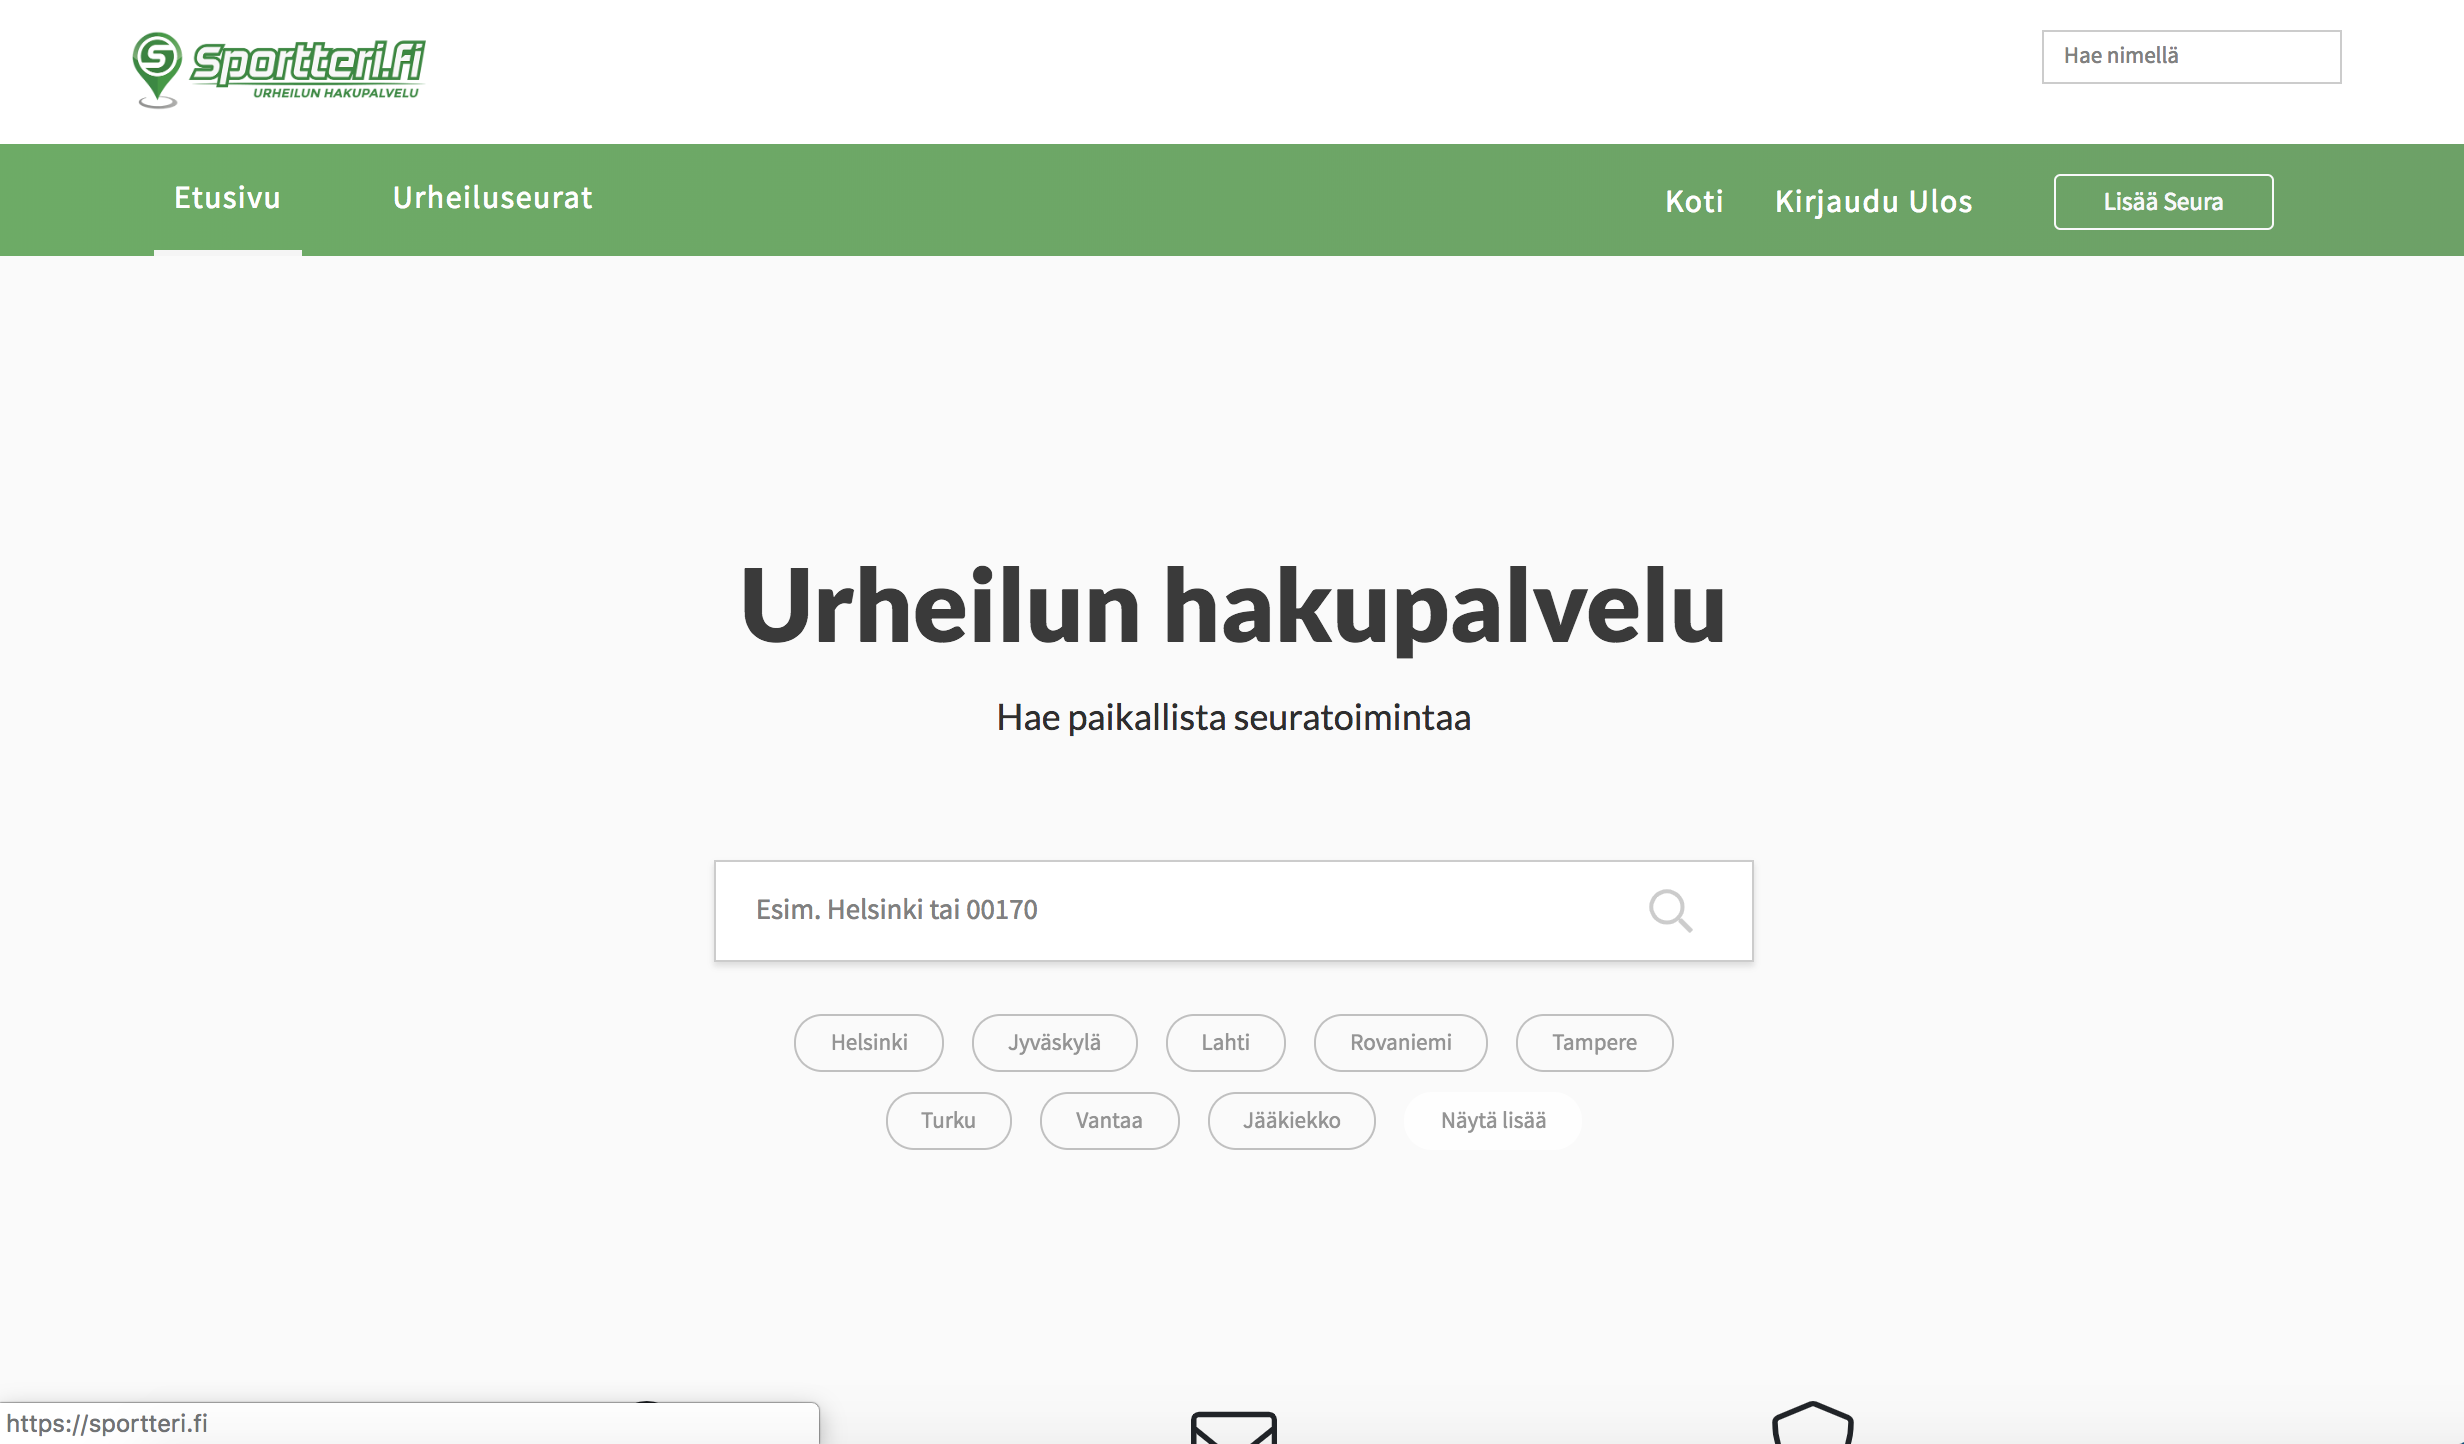 Sportteri.fi
URHEILUN HAKUPALVELU
Hae nimellä
Etusivu Urheiluseurat Koti Kirjaudu Ulos Lisää Seura
Urheilun hakupalvelu
Hae paikallista seuratoimintaa
Esim. Helsinki tai 00170
Helsinki Jyväskylä Lahti Rovaniemi Tampere
Turku Vantaa Jääkiekko Näytä lisää
https://sportteri.fi